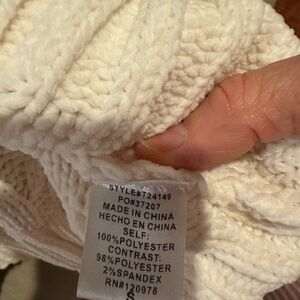 STYLE#T24149
PO#37207
MADE IN CHINA
HECHO EN CHINA
SELF:
100%POLYESTER
CONTRAST:
98%POLYESTER
2%SPANDEX
RN#120978
S